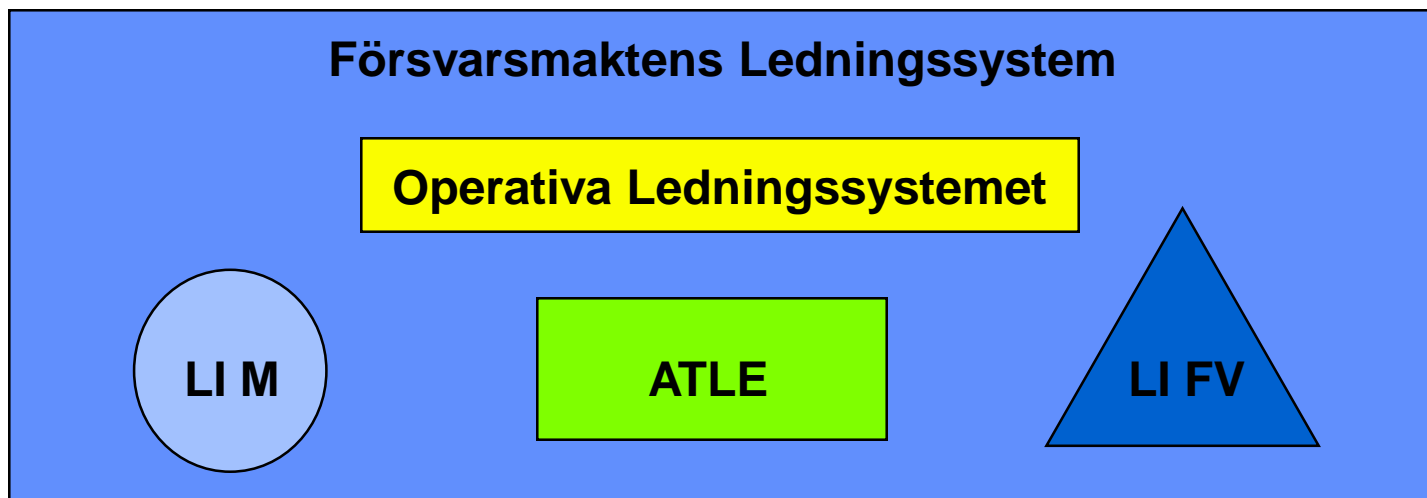 Försvarsmaktens Ledningssystem
Operativa Ledningssystemet
LI M
ATLE
LI FV